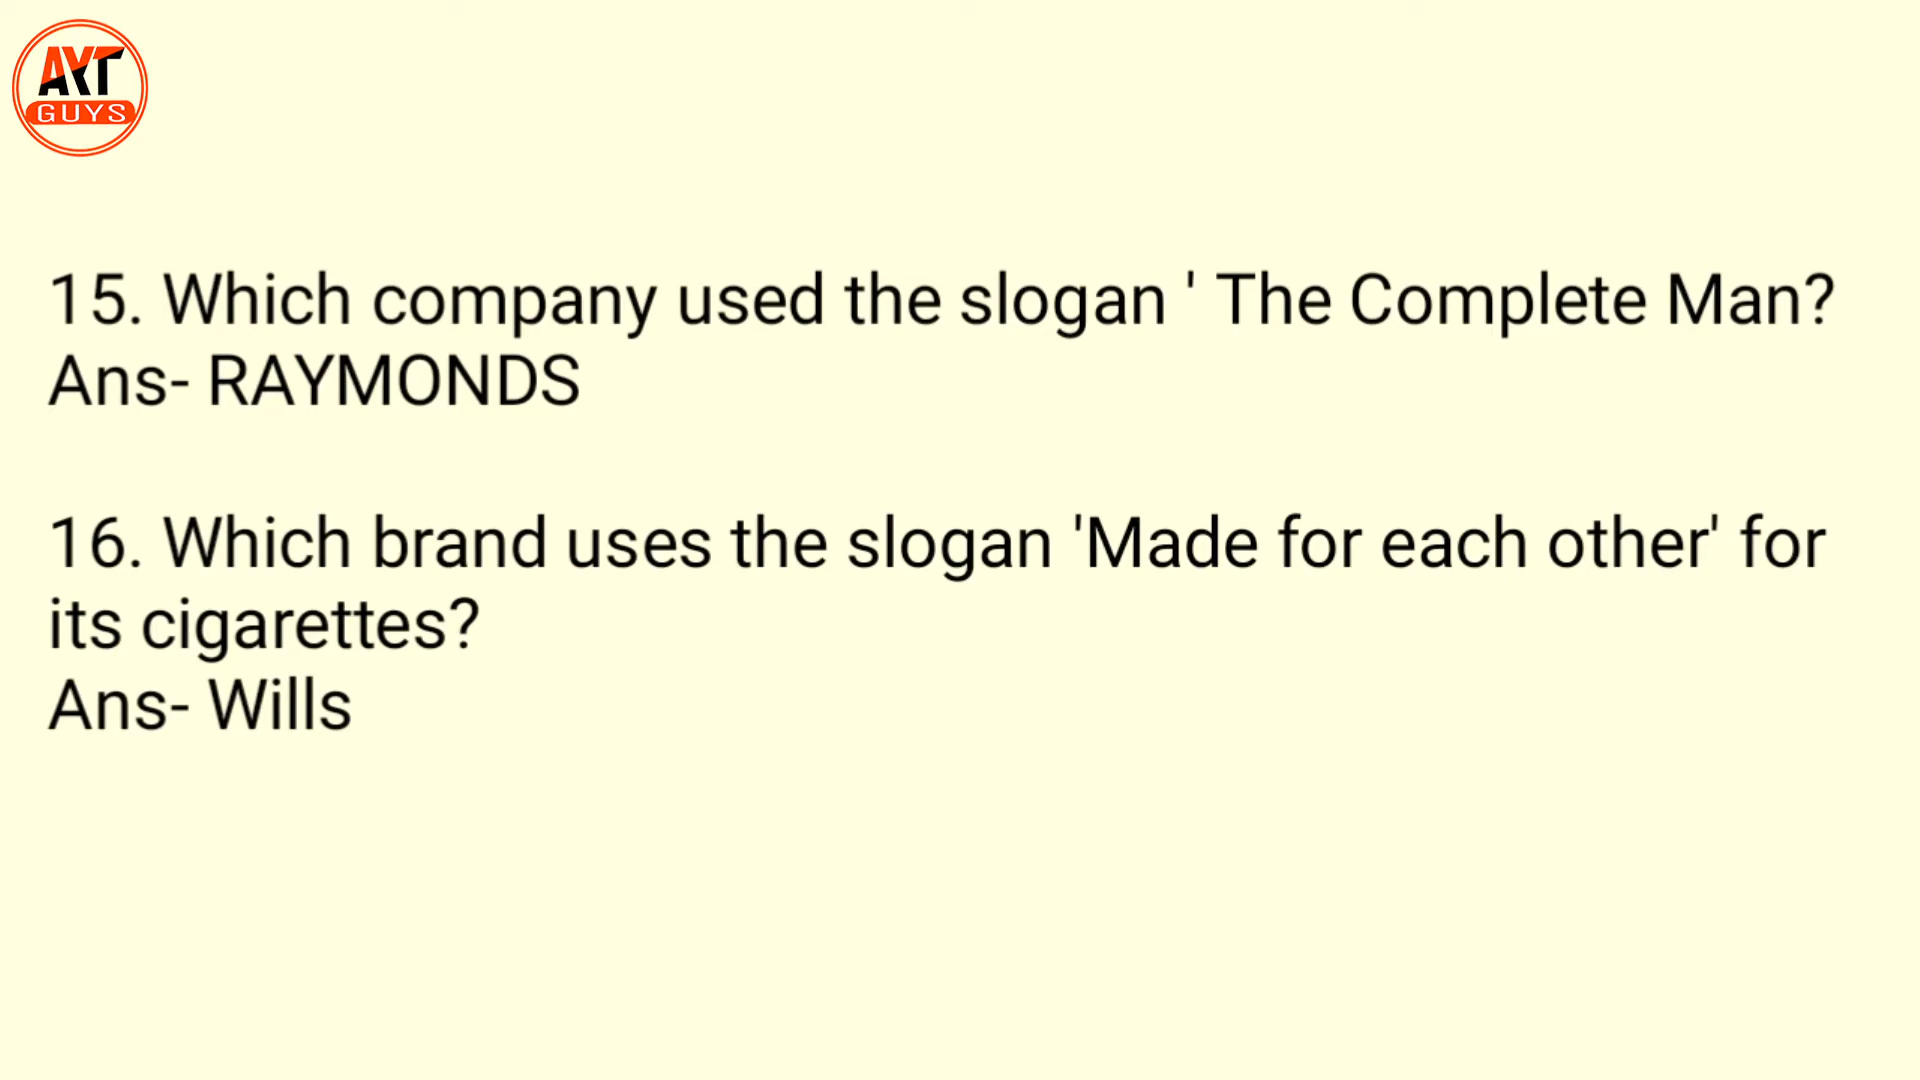 AXT
GUYS
15. Which company used the slogan ' The Complete Man?
Ans- RAYMONDS
16. Which brand uses the slogan 'Made for each other' for
its cigarettes?
Ans- Wills